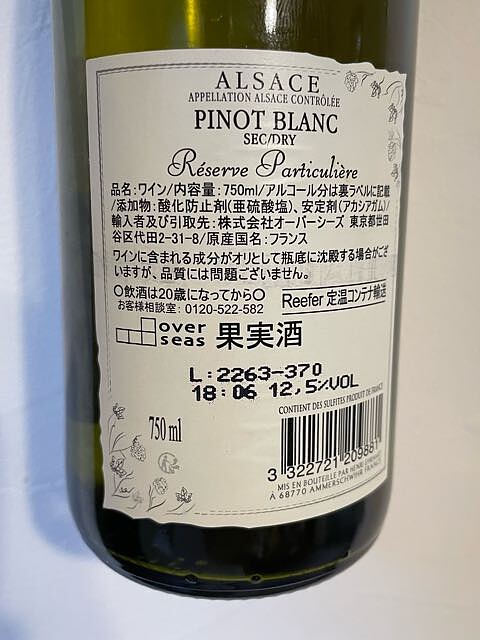 ALSACE
APPELLATION ALSACE CONTRÔLÉE
PINOT BLANC
SEC/DRY
Réserve Particulière
品名:ワイン/内容量:750ml/アルコール分は裏ラベルに記載
/添加物:酸化防止剤(亜硫酸塩)、安定剤(アカシアガム)/
輸入者及び引取先:株式会社オーバーシーズ 東京都世田
谷区代田2-31-8/原産国名:フランス
ワインに含まれる成分がオリとして瓶底に沈殿する場合がござ
いますが、品質には問題ございません。
〇飲酒は20歳になってから〇
お客様相談室:0120-522-582
Reefer 定温コンテナ輸送
over
seas 果実酒
L:2263-370
18:06 12,5%VOL
CONTIENT DES SULFITES PRODUIT DE FRANCE
750 ml
3 322721 209881
MIS EN BOUTEILLE PAR HENRI
À 68770 AMMERSCHWIHR FRANCE